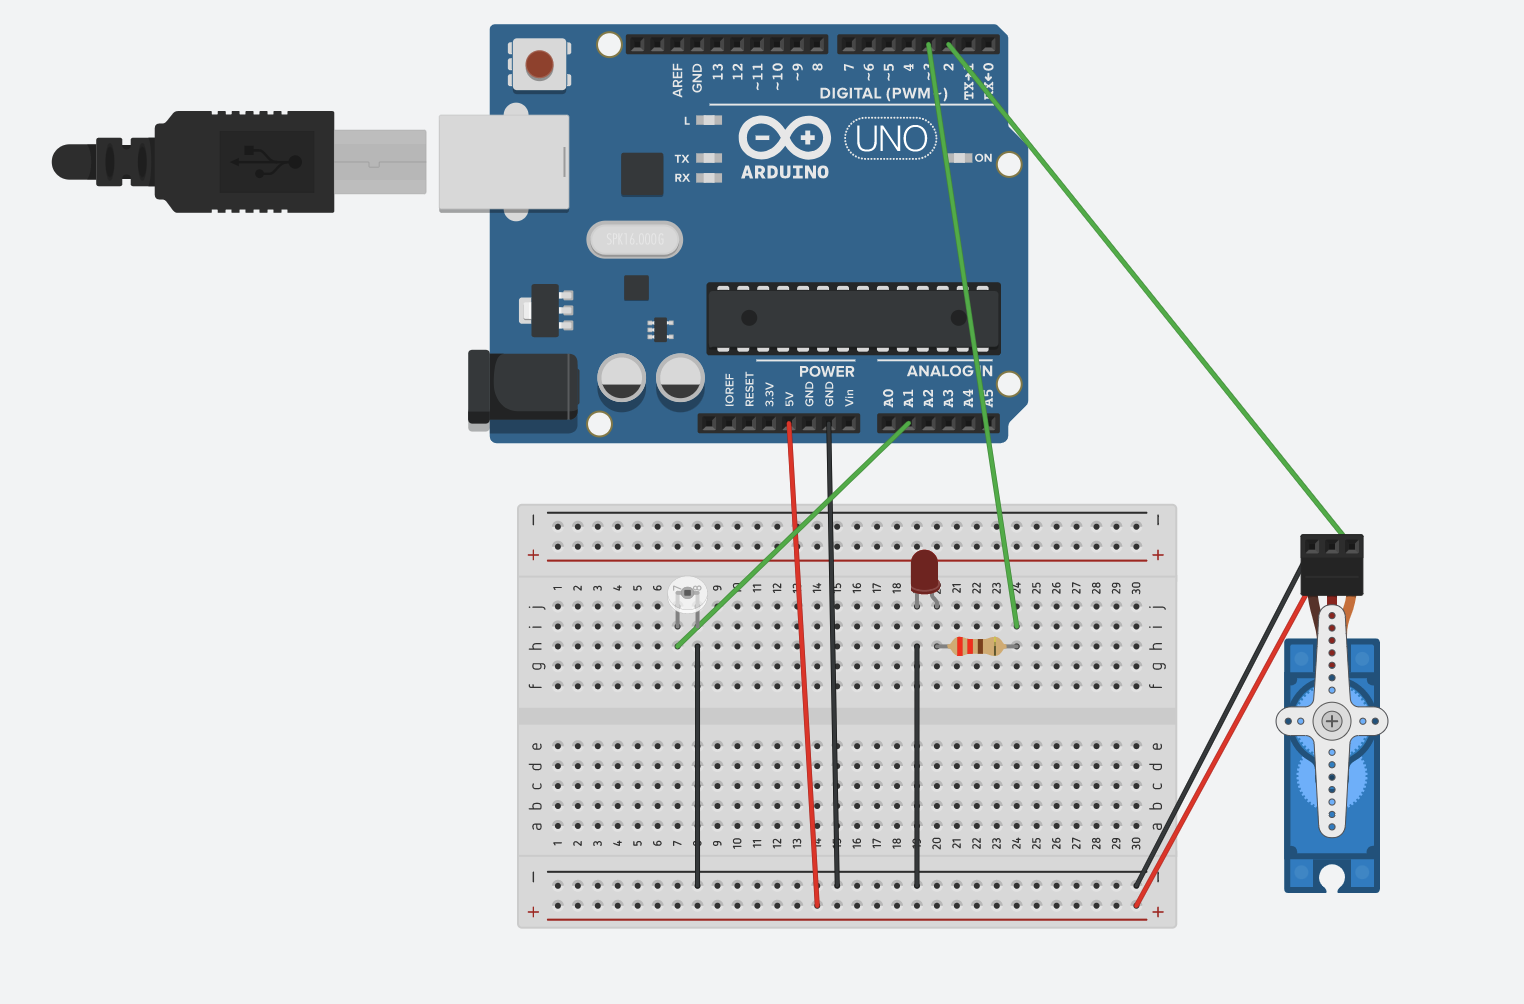 AREF
GND
13
12
~11
~10
~9
8
7
~6
~5
4
~3
2
TX→1
RX←0
DIGITAL (PWM~)
L
TX
RX
UNO
ARDUINO
ON
SPK16.000G
POWER
ANALOG IN
IOREF
RESET
3.3V
5V
GND
GND
Vin
A0
A1
A2
A3
A4
A5
− −
+ +
1 2 3 4 5 6 7 8 9 10 11 12 13 14 15 16 17 18 19 20 21 22 23 24 25 26 27 28 29 30
j j
i i
h h
g g
f f
e e
d d
c c
b b
a a
1 2 3 4 5 6 7 8 9 10 11 12 13 14 15 16 17 18 19 20 21 22 23 24 25 26 27 28 29 30
− −
+ +